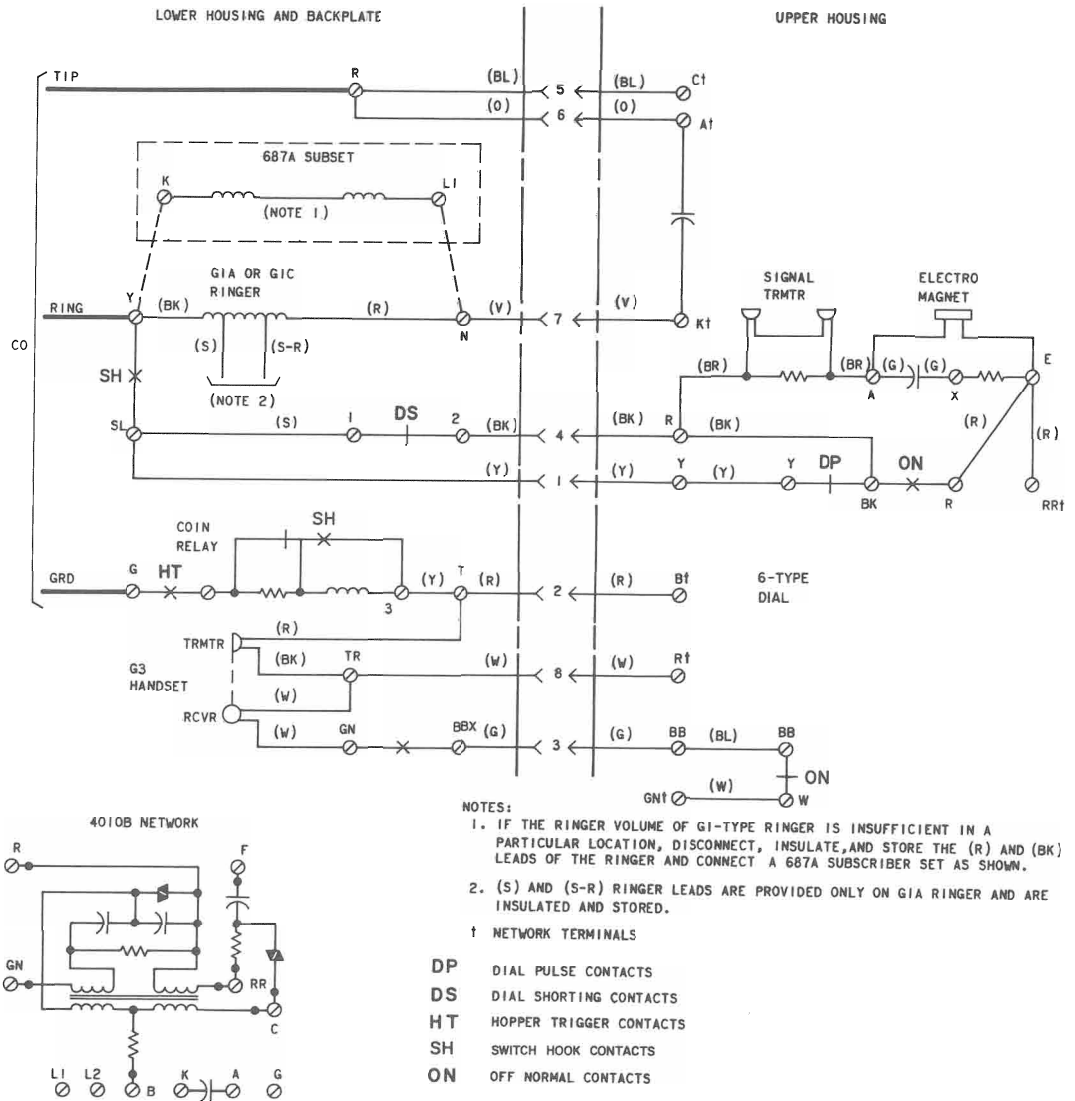 LOWER HOUSING AND BACKPLATE
UPPER HOUSING
TIP
R
(BL)
5
(BL)
C†
(O)
6
(O)
A†
687A SUBSET
K
L1
(NOTE 1)
G1A OR G1C
RINGER
SIGNAL
TRMTR
ELECTRO
MAGNET
RING
Y
(BK)
(R)
N
(V)
7
(V)
K†
CO
(S)
(S-R)
(NOTE 2)
SH
(BR)
(BR)
A
(G)
(G)
X
E
(R)
(R)
SL
(S)
1
DS
2
(BK)
4
(BK)
R
(BK)
(Y)
1
(Y)
Y
(Y)
Y
DP
BK
ON
R
RR†
COIN
RELAY
SH
GRD
G
HT
3
(Y)
T
(R)
2
(R)
B†
6-TYPE
DIAL
TRMTR
(R)
(BK)
TR
(W)
8
(W)
R†
G3
HANDSET
(W)
RCVR
(W)
GN
BBX
(G)
3
(G)
BB
(BL)
BB
ON
GN†
(W)
W
4010B NETWORK
R
F
GN
RR
C
L1
L2
B
K
A
G
NOTES:
1. IF THE RINGER VOLUME OF G1-TYPE RINGER IS INSUFFICIENT IN A
PARTICULAR LOCATION, DISCONNECT, INSULATE, AND STORE THE (R) AND (BK)
LEADS OF THE RINGER AND CONNECT A 687A SUBSCRIBER SET AS SHOWN.
2. (S) AND (S-R) RINGER LEADS ARE PROVIDED ONLY ON G1A RINGER AND ARE
INSULATED AND STORED.
† NETWORK TERMINALS
DP DIAL PULSE CONTACTS
DS DIAL SHORTING CONTACTS
HT HOPPER TRIGGER CONTACTS
SH SWITCH HOOK CONTACTS
ON OFF NORMAL CONTACTS